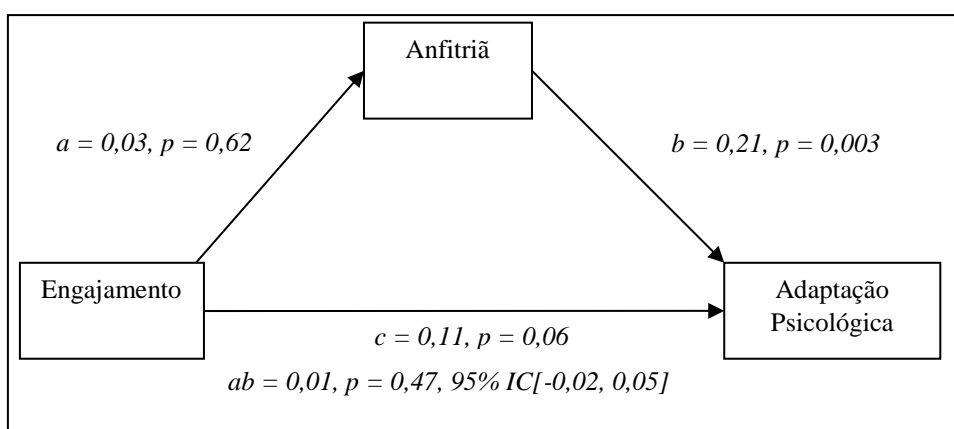 Anfitriã
a = 0,03, p = 0,62
b = 0,21, p = 0,003
Engajamento
Adaptação
Psicológica
c = 0,11, p = 0,06
ab = 0,01, p = 0,47, 95% IC[-0,02, 0,05]